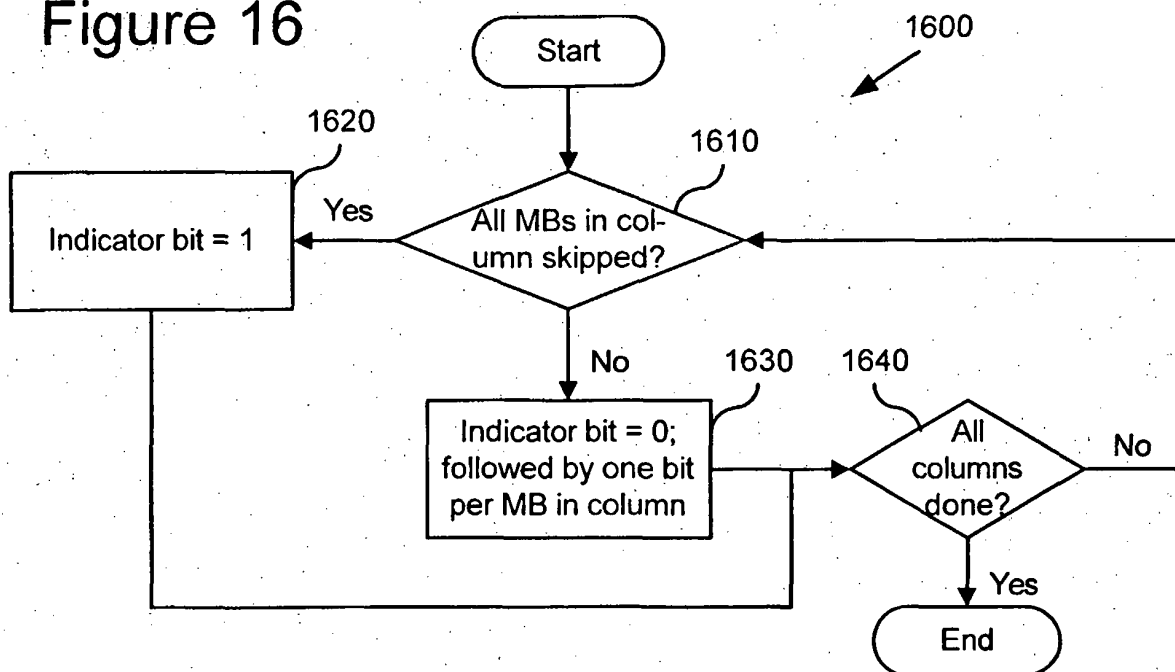 Figure 16
Start
1600
1620
1610
Indicator bit = 1
Yes
All MBs in col-
umn skipped?
No
1630
1640
Indicator bit = 0;
followed by one bit
per MB in column
All
columns
done?
No
Yes
End